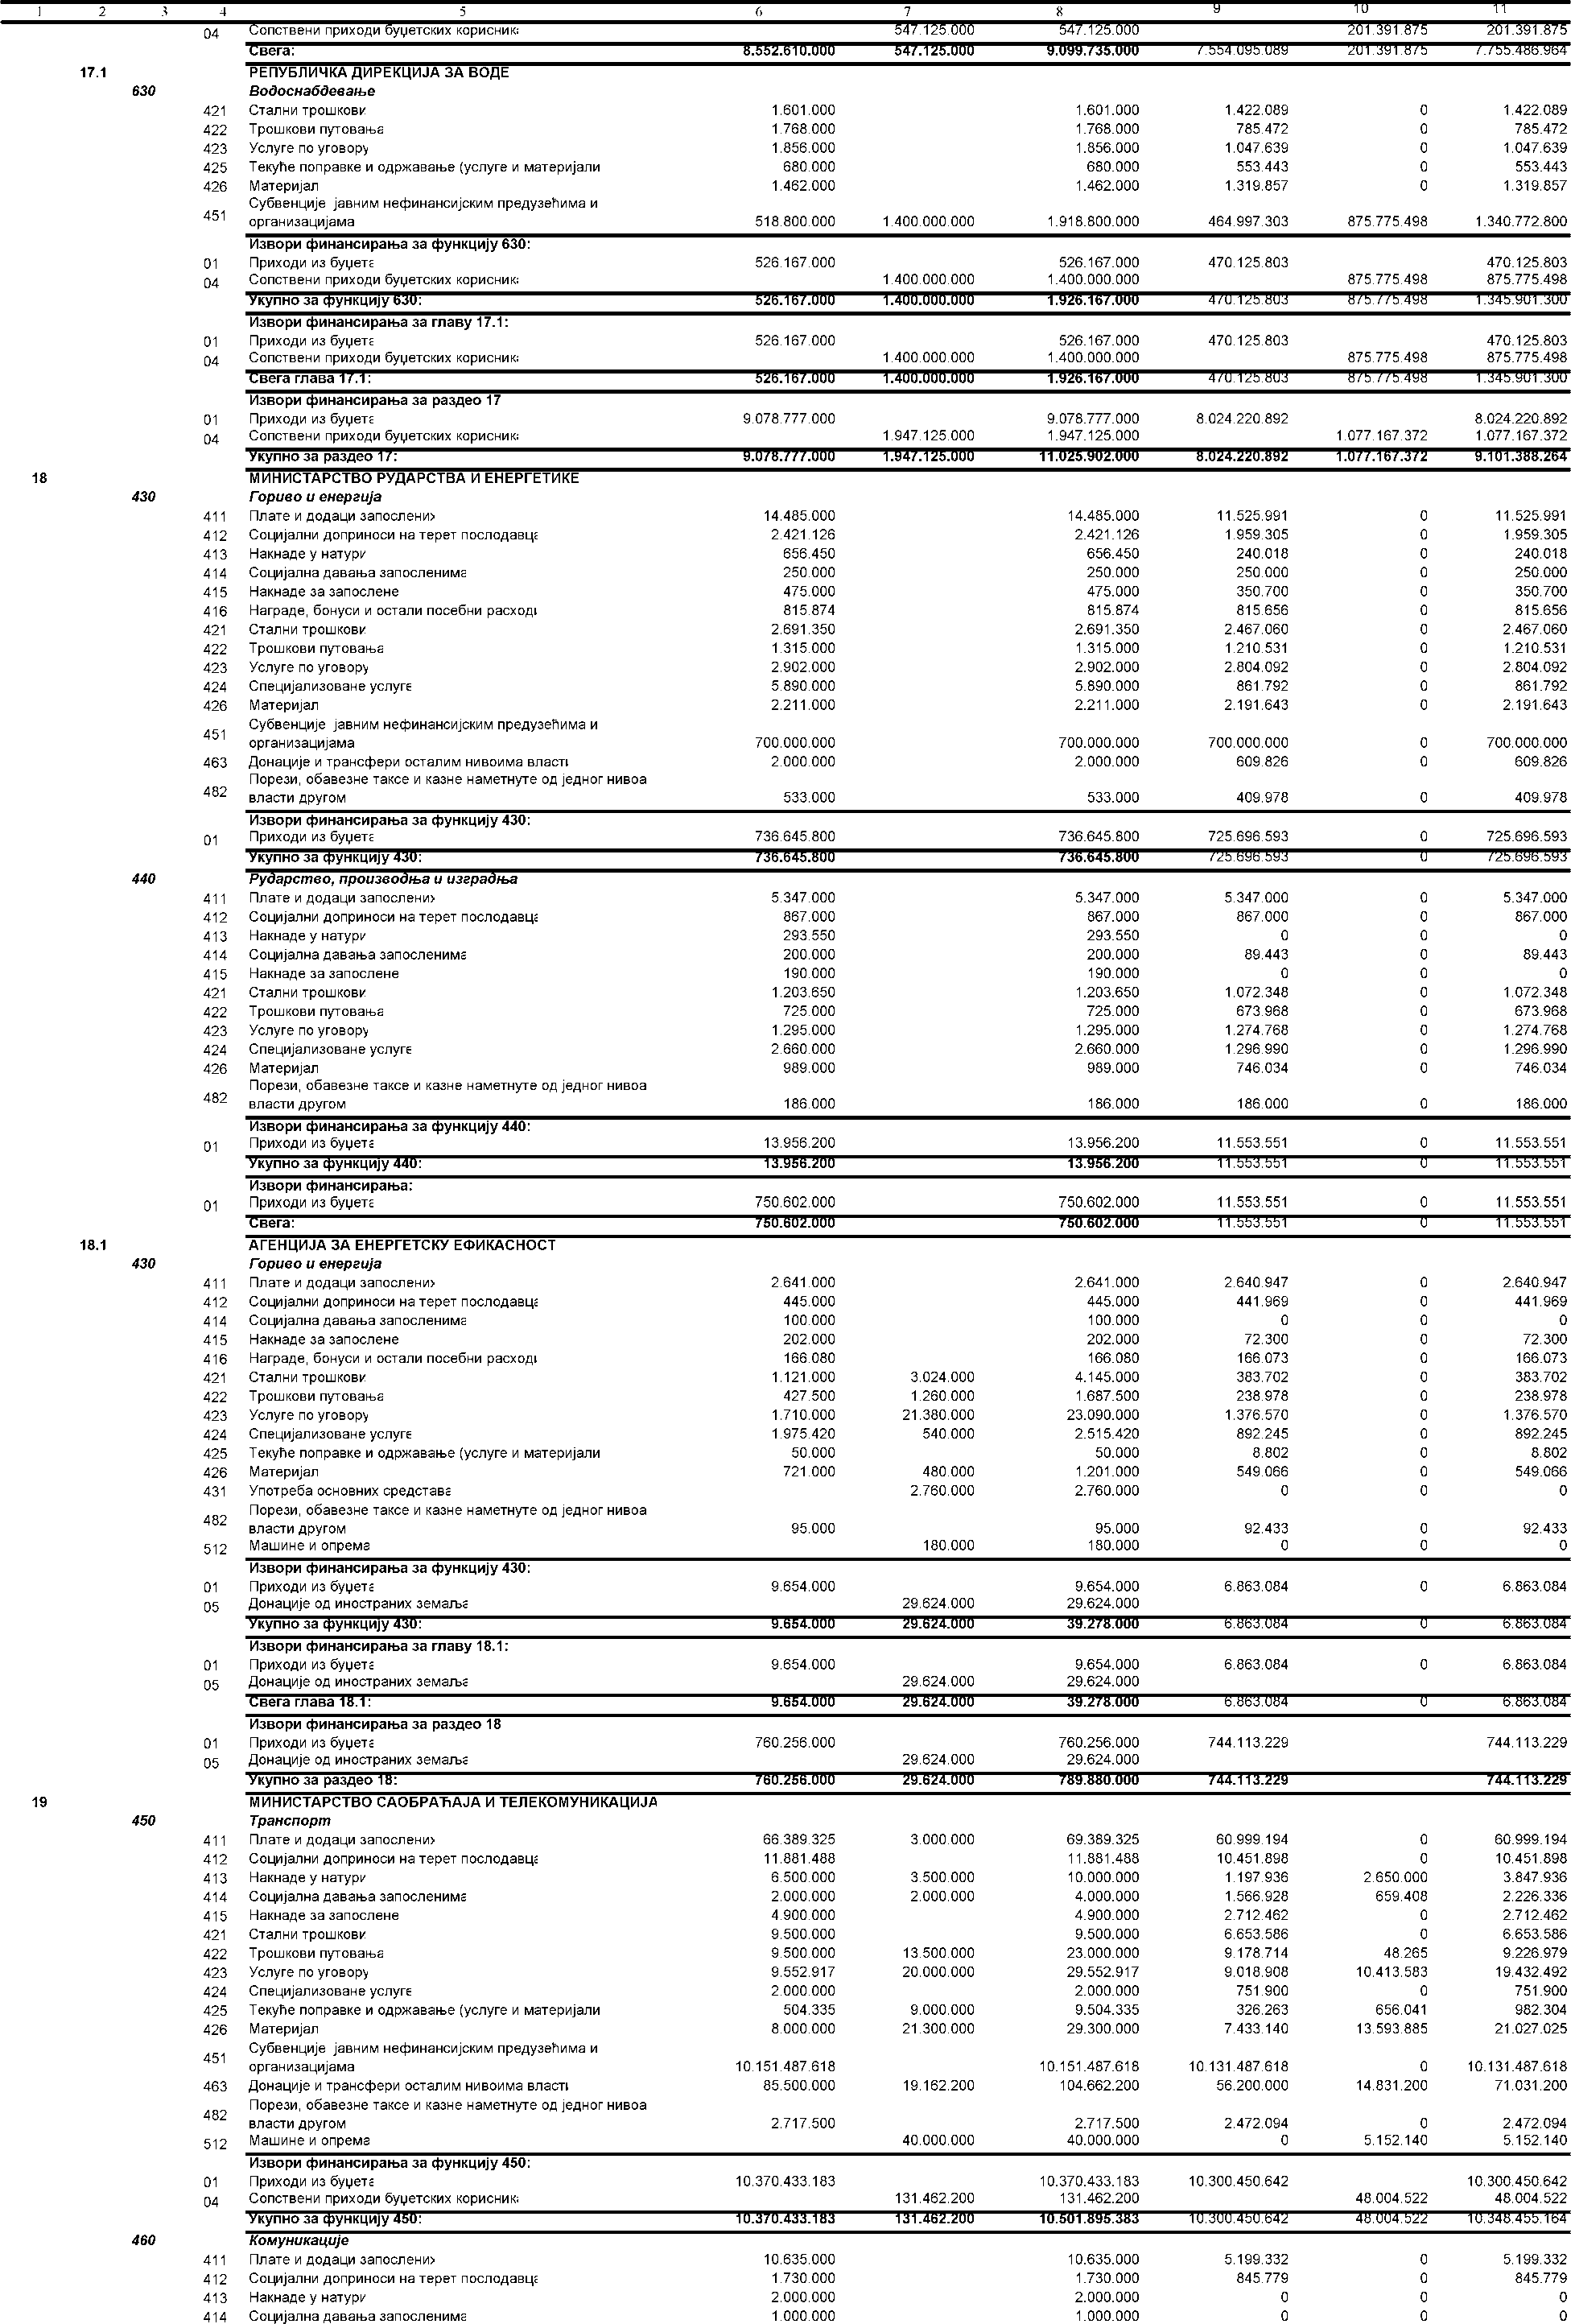 1 2 3 4 5 6 7 8 9 10 11
04 Сопствени приходи буџетских корисник 547.125.000 547.125.000 201.391.875 201.391.875
Свега: 8.552.610.000 547.125.000 9.099.735.000 7.554.095.089 201.391.875 7.755.486.964
17.1 РЕПУБЛИЧКА ДИРЕКЦИЈА ЗА ВОДЕ
630 Водоснабдевање
421 Стални трошкови 1.601.000 1.601.000 1.422.089 0 1.422.089
422 Трошкови путовања 1.768.000 1.768.000 785.472 0 785.472
423 Услуге по уговору 1.856.000 1.856.000 1.047.639 0 1.047.639
425 Текуће поправке и одржавање (услуге и материјали 680.000 680.000 553.443 0 553.443
426 Материјал 1.462.000 1.462.000 1.319.857 0 1.319.857
Субвенције јавним нефинансијским предузећима и
451 организацијама 518.800.000 1.400.000.000 1.918.800.000 464.997.303 875.775.498 1.340.772.800
Извори финансирања за функцију 630:
01 Приходи из буџета 526.167.000 526.167.000 470.125.803 470.125.803
04 Сопствени приходи буџетских корисник 1.400.000.000 1.400.000.000 875.775.498 875.775.498
Укупно за функцију 630: 526.167.000 1.400.000.000 1.926.167.000 470.125.803 875.775.498 1.345.901.300
Извори финансирања за главу 17.1:
01 Приходи из буџета 526.167.000 526.167.000 470.125.803 470.125.803
04 Сопствени приходи буџетских корисник 1.400.000.000 1.400.000.000 875.775.498 875.775.498
Свега глава 17.1: 526.167.000 1.400.000.000 1.926.167.000 470.125.803 875.775.498 1.345.901.300
Извори финансирања за раздео 17
01 Приходи из буџета 9.078.777.000 9.078.777.000 8.024.220.892 8.024.220.892
04 Сопствени приходи буџетских корисник 1.947.125.000 1.947.125.000 1.077.167.372 1.077.167.372
Укупно за раздео 17: 9.078.777.000 1.947.125.000 11.025.902.000 8.024.220.892 1.077.167.372 9.101.388.264
18 МИНИСТАРСТВО РУДАРСТВА И ЕНЕРГЕТИКЕ
430 Гориво и енергија
411 Плате и додаци запослених 14.485.000 14.485.000 11.525.991 0 11.525.991
412 Социјални доприноси на терет послодавца 2.421.126 2.421.126 1.959.305 0 1.959.305
413 Накнаде у натури 656.450 656.450 240.018 0 240.018
414 Социјална давања запосленима 250.000 250.000 250.000 0 250.000
415 Накнаде за запослене 475.000 475.000 350.700 0 350.700
416 Награде, бонуси и остали посебни расходи 815.874 815.874 815.656 0 815.656
421 Стални трошкови 2.691.350 2.691.350 2.467.060 0 2.467.060
422 Трошкови путовања 1.315.000 1.315.000 1.210.531 0 1.210.531
423 Услуге по уговору 2.902.000 2.902.000 2.804.092 0 2.804.092
424 Специјализоване услуге 5.890.000 5.890.000 861.792 0 861.792
426 Материјал 2.211.000 2.211.000 2.191.643 0 2.191.643
Субвенције јавним нефинансијским предузећима и
451 организацијама 700.000.000 700.000.000 700.000.000 0 700.000.000
463 Донације и трансфери осталим нивоима власти 2.000.000 2.000.000 609.826 0 609.826
Порези, обавезне таксе и казне наметнуте од једног нивоа
482 власти другом 533.000 533.000 409.978 0 409.978
Извори финансирања за функцију 430:
01 Приходи из буџета 736.645.800 736.645.800 725.696.593 0 725.696.593
Укупно за функцију 430: 736.645.800 736.645.800 725.696.593 0 725.696.593
440 Рударство, производња и изградња
411 Плате и додаци запослених 5.347.000 5.347.000 5.347.000 0 5.347.000
412 Социјални доприноси на терет послодавца 867.000 867.000 867.000 0 867.000
413 Накнаде у натури 293.550 293.550 0 0 0
414 Социјална давања запосленима 200.000 200.000 89.443 0 89.443
415 Накнаде за запослене 190.000 190.000 0 0 0
421 Стални трошкови 1.203.650 1.203.650 1.072.348 0 1.072.348
422 Трошкови путовања 725.000 725.000 673.968 0 673.968
423 Услуге по уговору 1.295.000 1.295.000 1.274.768 0 1.274.768
424 Специјализоване услуге 2.660.000 2.660.000 1.296.990 0 1.296.990
426 Материјал 989.000 989.000 746.034 0 746.034
Порези, обавезне таксе и казне наметнуте од једног нивоа
482 власти другом 186.000 186.000 186.000 0 186.000
Извори финансирања за функцију 440:
01 Приходи из буџета 13.956.200 13.956.200 11.553.551 0 11.553.551
Укупно за функцију 440: 13.956.200 13.956.200 11.553.551 0 11.553.551
Извори финансирања:
01 Приходи из буџета 750.602.000 750.602.000 11.553.551 0 11.553.551
Свега: 750.602.000 750.602.000 11.553.551 0 11.553.551
18.1 АГЕНЦИЈА ЗА ЕНЕРГЕТСКУ ЕФИКАСНОСТ
430 Гориво и енергија
411 Плате и додаци запослених 2.641.000 2.641.000 2.640.947 0 2.640.947
412 Социјални доприноси на терет послодавца 445.000 445.000 441.969 0 441.969
414 Социјална давања запосленима 100.000 100.000 0 0 0
415 Накнаде за запослене 202.000 202.000 72.300 0 72.300
416 Награде, бонуси и остали посебни расходи 166.080 166.080 166.073 0 166.073
421 Стални трошкови 1.121.000 3.024.000 4.145.000 383.702 0 383.702
422 Трошкови путовања 427.500 1.260.000 1.687.500 238.978 0 238.978
423 Услуге по уговору 1.710.000 21.380.000 23.090.000 1.376.570 0 1.376.570
424 Специјализоване услуге 1.975.420 540.000 2.515.420 892.245 0 892.245
425 Текуће поправке и одржавање (услуге и материјали 50.000 50.000 8.802 0 8.802
426 Материјал 721.000 480.000 1.201.000 549.066 0 549.066
431 Употреба основних средстава 2.760.000 2.760.000 0 0 0
Порези, обавезне таксе и казне наметнуте од једног нивоа
482 власти другом 95.000 95.000 92.433 0 92.433
512 Машине и опрема 180.000 180.000 0 0 0
Извори финансирања за функцију 430:
01 Приходи из буџета 9.654.000 9.654.000 6.863.084 0 6.863.084
05 Донације од иностраних земаља 29.624.000 29.624.000
Укупно за функцију 430: 9.654.000 29.624.000 39.278.000 6.863.084 0 6.863.084
Извори финансирања за главу 18.1:
01 Приходи из буџета 9.654.000 9.654.000 6.863.084 0 6.863.084
05 Донације од иностраних земаља 29.624.000 29.624.000
Свега глава 18.1: 9.654.000 29.624.000 39.278.000 6.863.084 0 6.863.084
Извори финансирања за раздео 18
01 Приходи из буџета 760.256.000 760.256.000 744.113.229 744.113.229
05 Донације од иностраних земаља 29.624.000 29.624.000
Укупно за раздео 18: 760.256.000 29.624.000 789.880.000 744.113.229 744.113.229
19 МИНИСТАРСТВО САОБРАЋАЈА И ТЕЛЕКОМУНИКАЦИЈА
450 Транспорт
411 Плате и додаци запослених 66.389.325 3.000.000 69.389.325 60.999.194 0 60.999.194
412 Социјални доприноси на терет послодавца 11.881.488 11.881.488 10.451.898 0 10.451.898
413 Накнаде у натури 6.500.000 3.500.000 10.000.000 1.197.936 2.650.000 3.847.936
414 Социјална давања запосленима 2.000.000 2.000.000 4.000.000 1.566.928 659.408 2.226.336
415 Накнаде за запослене 4.900.000 4.900.000 2.712.462 0 2.712.462
421 Стални трошкови 9.500.000 9.500.000 6.653.586 0 6.653.586
422 Трошкови путовања 9.500.000 13.500.000 23.000.000 9.178.714 48.265 9.226.979
423 Услуге по уговору 9.552.917 20.000.000 29.552.917 9.018.908 10.413.583 19.432.492
424 Специјализоване услуге 2.000.000 2.000.000 751.900 0 751.900
425 Текуће поправке и одржавање (услуге и материјали 504.335 9.000.000 9.504.335 326.263 656.041 982.304
426 Материјал 8.000.000 21.300.000 29.300.000 7.433.140 13.593.885 21.027.025
Субвенције јавним нефинансијским предузећима и
451 организацијама 10.151.487.618 10.151.487.618 10.131.487.618 0 10.131.487.618
463 Донације и трансфери осталим нивоима власти 85.500.000 19.162.200 104.662.200 56.200.000 14.831.200 71.031.200
Порези, обавезне таксе и казне наметнуте од једног нивоа
482 власти другом 2.717.500 2.717.500 2.472.094 0 2.472.094
512 Машине и опрема 40.000.000 40.000.000 0 5.152.140 5.152.140
Извори финансирања за функцију 450:
01 Приходи из буџета 10.370.433.183 10.370.433.183 10.300.450.642 10.300.450.642
04 Сопствени приходи буџетских корисник 131.462.200 131.462.200 48.004.522 48.004.522
Укупно за функцију 450: 10.370.433.183 131.462.200 10.501.895.383 10.300.450.642 48.004.522 10.348.455.164
460 Комуникације
411 Плате и додаци запослених 10.635.000 10.635.000 5.199.332 0 5.199.332
412 Социјални доприноси на терет послодавца 1.730.000 1.730.000 845.779 0 845.779
413 Накнаде у натури 2.000.000 2.000.000 0 0 0
414 Социјална давања запосленима 1.000.000 1.000.000 0 0 0